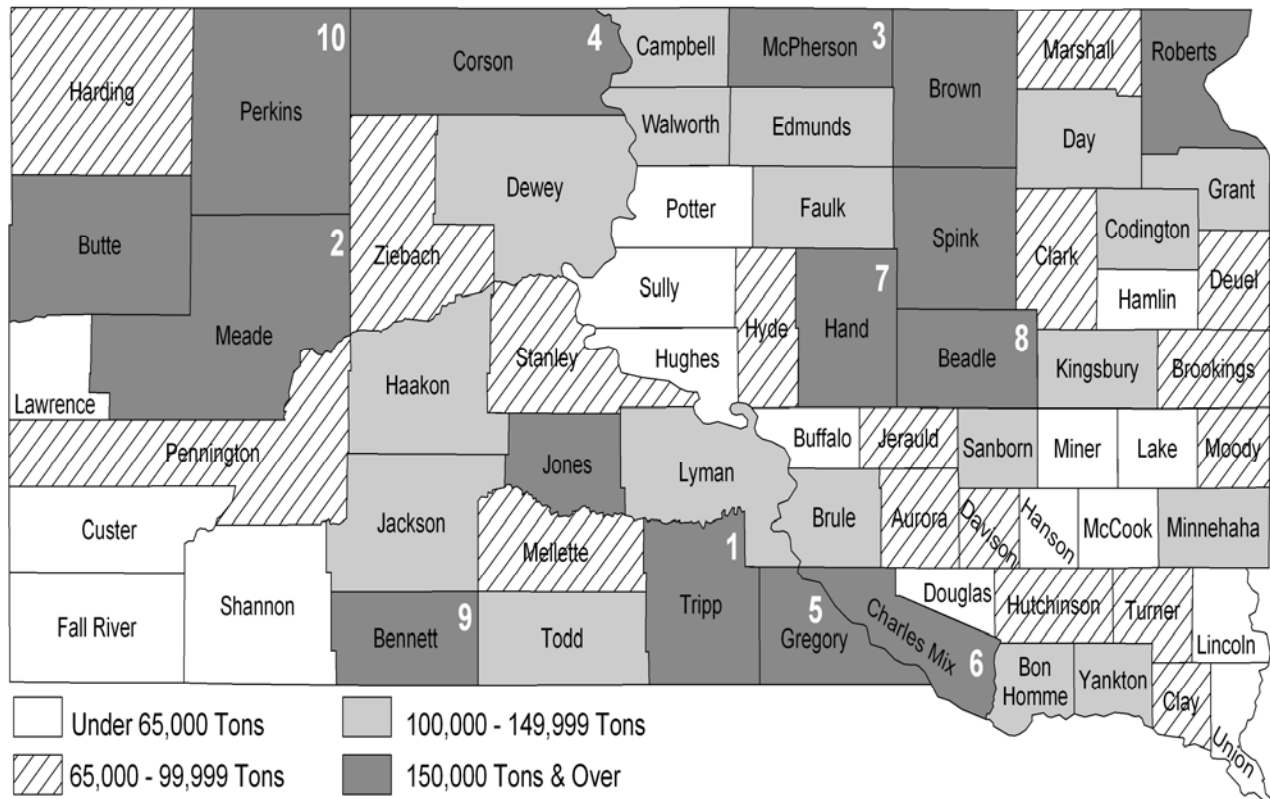 Harding
Perkins
10
Corson
4
Campbell
McPherson
3
Brown
Marshall
Roberts
Walworth
Edmunds
Day
Dewey
Potter
Faulk
Spink
Grant
Butte
2
Ziebach
Clark
Codington
Deuel
Sully
7
Hamlin
Meade
Stanley
Hyde
Hand
Beadle
8
Haakon
Hughes
Kingsbury
Brookings
Lawrence
Pennington
Jones
Lyman
Buffalo
Jerauld
Sanborn
Miner
Lake
Moody
Custer
Jackson
Mellette
Brule
Aurora
Davison
Hanson
McCook
Minnehaha
1
Fall River
Shannon
Bennett
9
Todd
Tripp
5
Gregory
Charles Mix
6
Douglas
Hutchinson
Turner
Lincoln
Bon
Homme
Yankton
Clay
Union
Under 65,000 Tons
100,000 - 149,999 Tons
65,000 - 99,999 Tons
150,000 Tons & Over